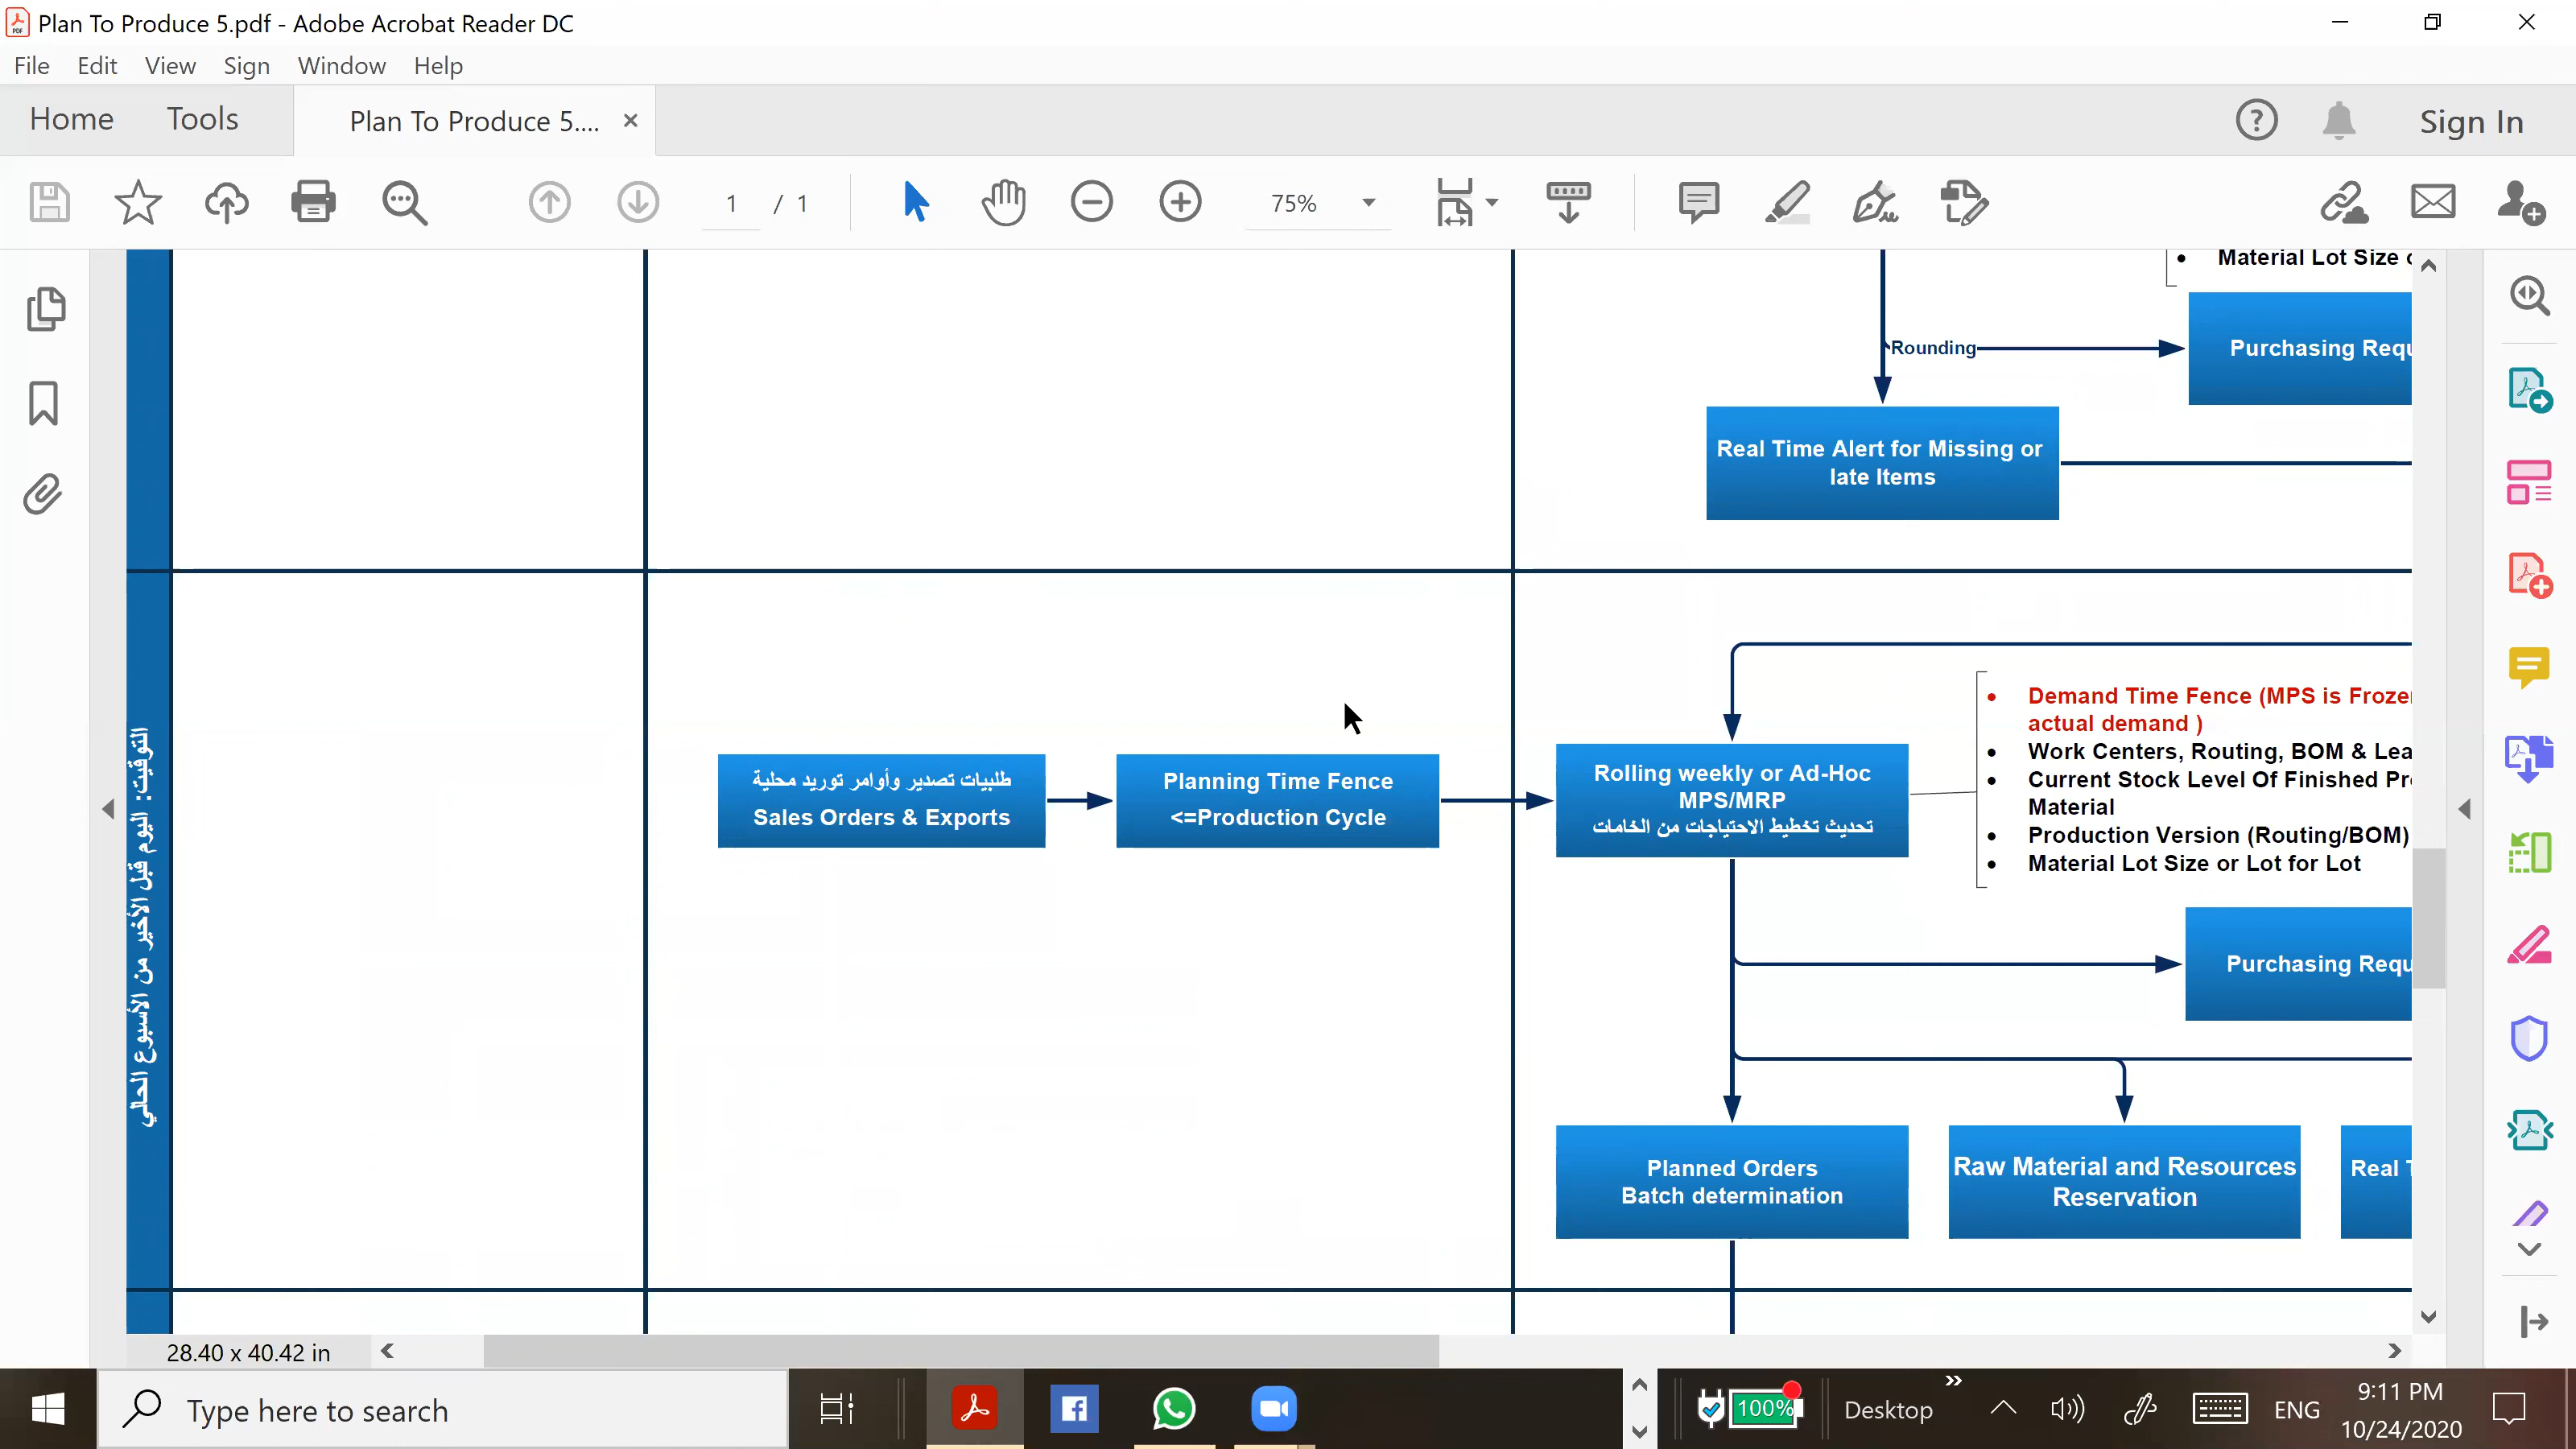 Plan To Produce 5.pdf - Adobe Acrobat Reader DC
File Edit View Sign Window Help
Home Tools Plan To Produce 5.... × Sign In
1 / 1 75%
Material Lot Size
Rounding
Purchasing Requ
Real Time Alert for Missing or
late Items
التوقيت: اليوم قبل الأخير من الأسبوع الحالي
طلبيات تصدير وأوامر توريد محلية
Sales Orders & Exports
Planning Time Fence
<=Production Cycle
Rolling weekly or Ad-Hoc
MPS/MRP
تحديث تخطيط الاحتياجات من الخامات
• Demand Time Fence (MPS is Froze
actual demand )
• Work Centers, Routing, BOM & Lea
• Current Stock Level Of Finished Pr
Material
• Production Version (Routing/BOM)
• Material Lot Size or Lot for Lot
Purchasing Requ
Planned Orders
Batch determination
Raw Material and Resources
Reservation
Real
28.40 x 40.42 in
Type here to search
100%
Desktop
ENG
9:11 PM
10/24/2020